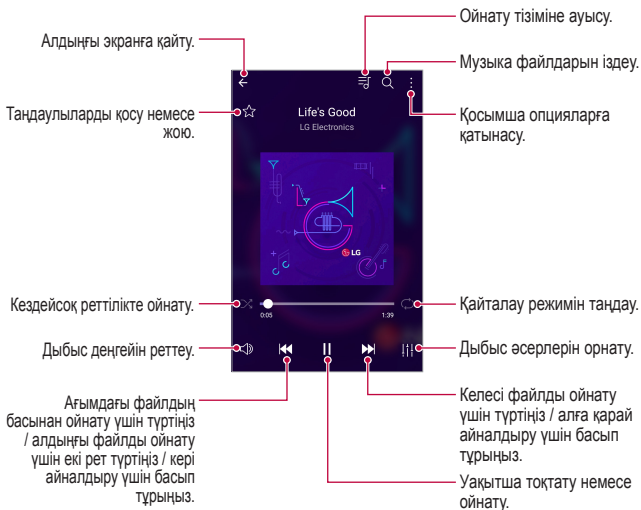 Ойнату тізіміне ауысу.
Алдыңғы экранға қайту.
Музыка файлдарын іздеу.
Таңдаулыларды қосу немесе
жою.
Қосымша опцияларға
қатынасу.
Life's Good
LG Electronics
LG
Кездейсоқ реттілікте ойнату.
0:05
1:39
Қайталау режимін таңдау.
Дыбыс деңгейін реттеу.
Дыбыс әсерлерін орнату.
Ағымдағы файлдың
басынан ойнату үшін түртіңіз
/ алдыңғы файлды ойнату
үшін екі рет түртіңіз / кері
айналдыру үшін басып
тұрыңыз.
Келесі файлды ойнату
үшін түртіңіз / алға қарай
айналдыру үшін басып
тұрыңыз.
Уақытша тоқтату немесе
ойнату.